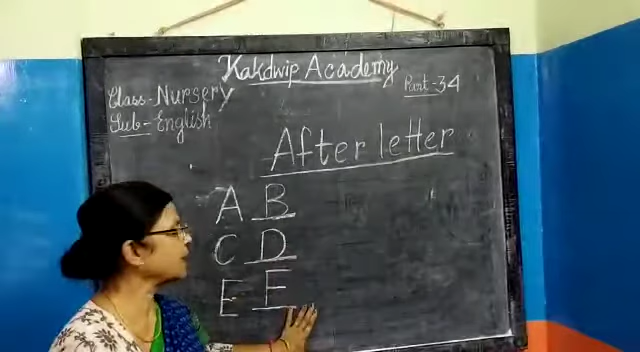 Kakdwip Academy
Part-34
Class-Nursery
Sub-English
After letter
A B
C D
E F